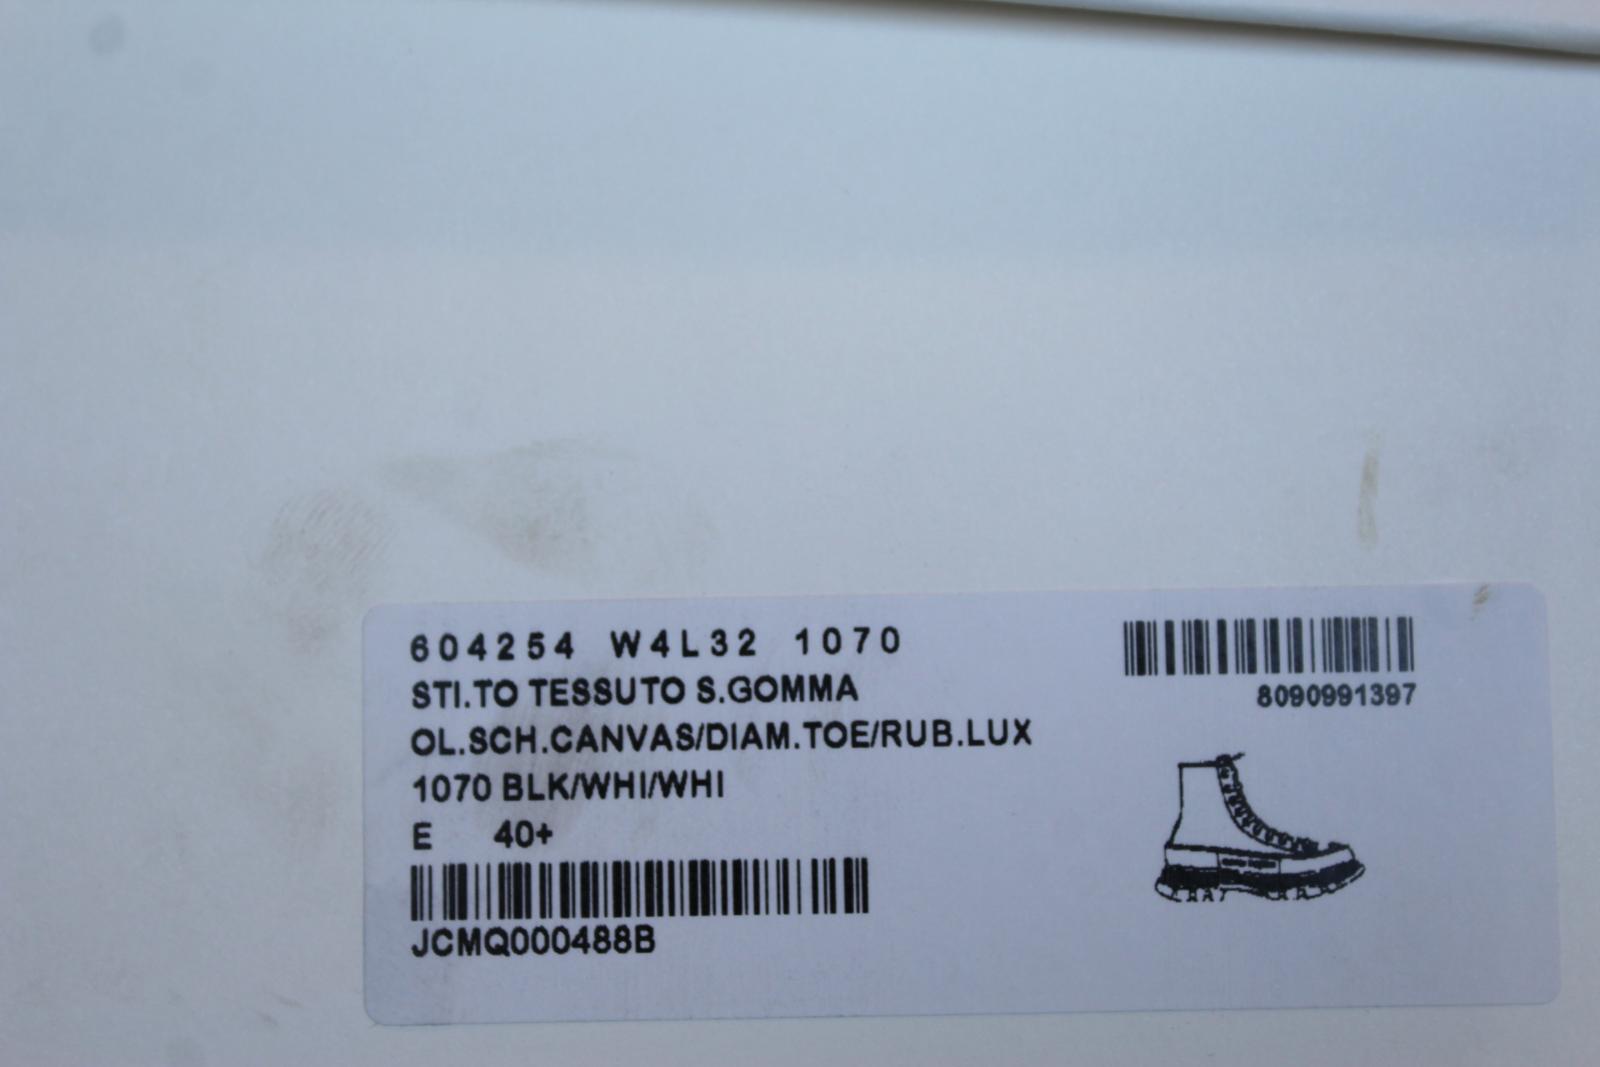 604254 W4L32 1070
STI.TO TESSUTO S.GOMMA
OL.SCH.CANVAS/DIAM.TOE/RUB.LUX
1070 BLK/WHI/WHI
E 40+
JCMQ000488B
8090991397